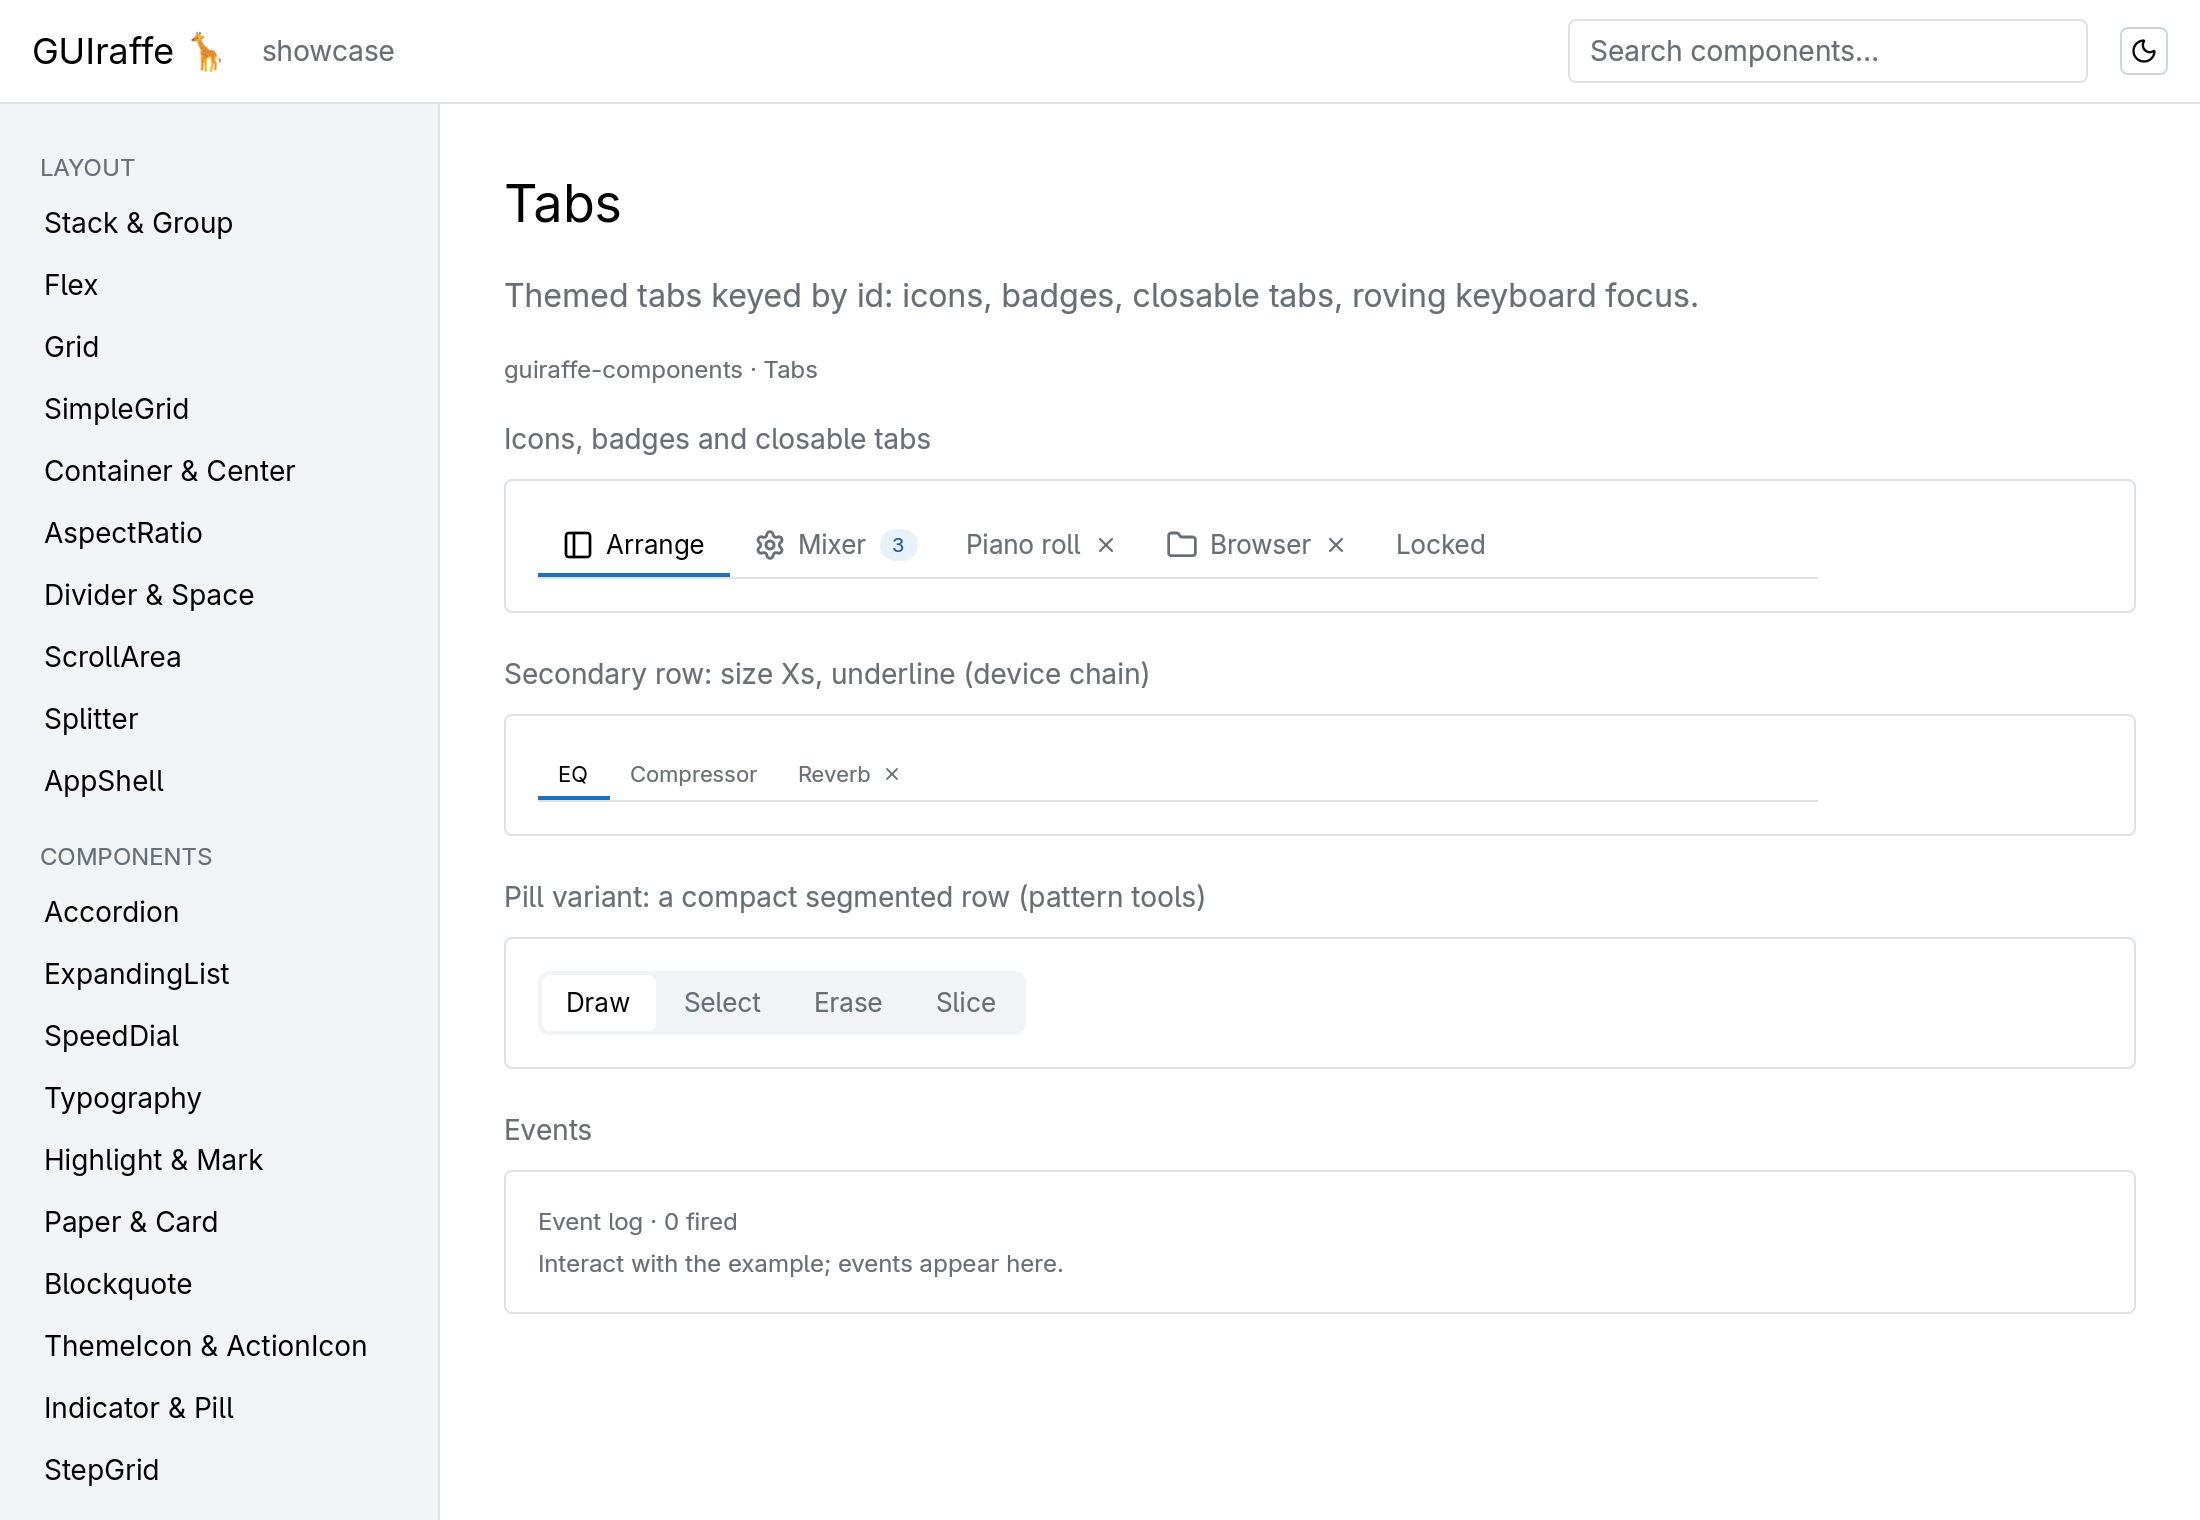 GUIraffe 🦒 showcase Search components...
LAYOUT
Stack & Group
Flex
Grid
SimpleGrid
Container & Center
AspectRatio
Divider & Space
ScrollArea
Splitter
AppShell
COMPONENTS
Accordion
ExpandingList
SpeedDial
Typography
Highlight & Mark
Paper & Card
Blockquote
ThemeIcon & ActionIcon
Indicator & Pill
StepGrid
Tabs
Themed tabs keyed by id: icons, badges, closable tabs, roving keyboard focus.
guiraffe-components · Tabs
Icons, badges and closable tabs
Arrange Mixer 3 Piano roll × Browser × Locked
Secondary row: size Xs, underline (device chain)
EQ Compressor Reverb ×
Pill variant: a compact segmented row (pattern tools)
Draw Select Erase Slice
Events
Event log · 0 fired
Interact with the example; events appear here.